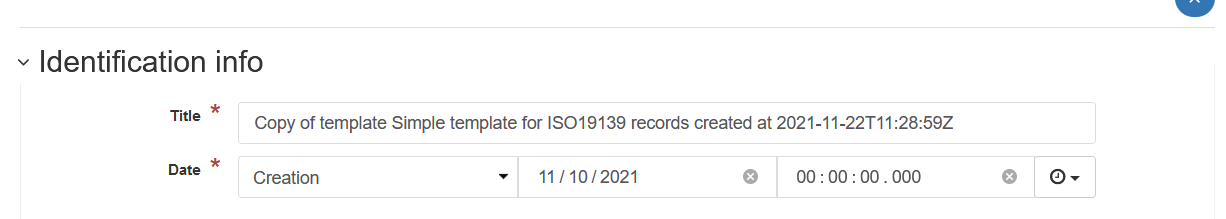 Identification info
Title *
Copy of template Simple template for ISO19139 records created at 2021-11-22T11:28:59Z
Date *
Creation
11 / 10 / 2021
00 : 00 : 00 . 000